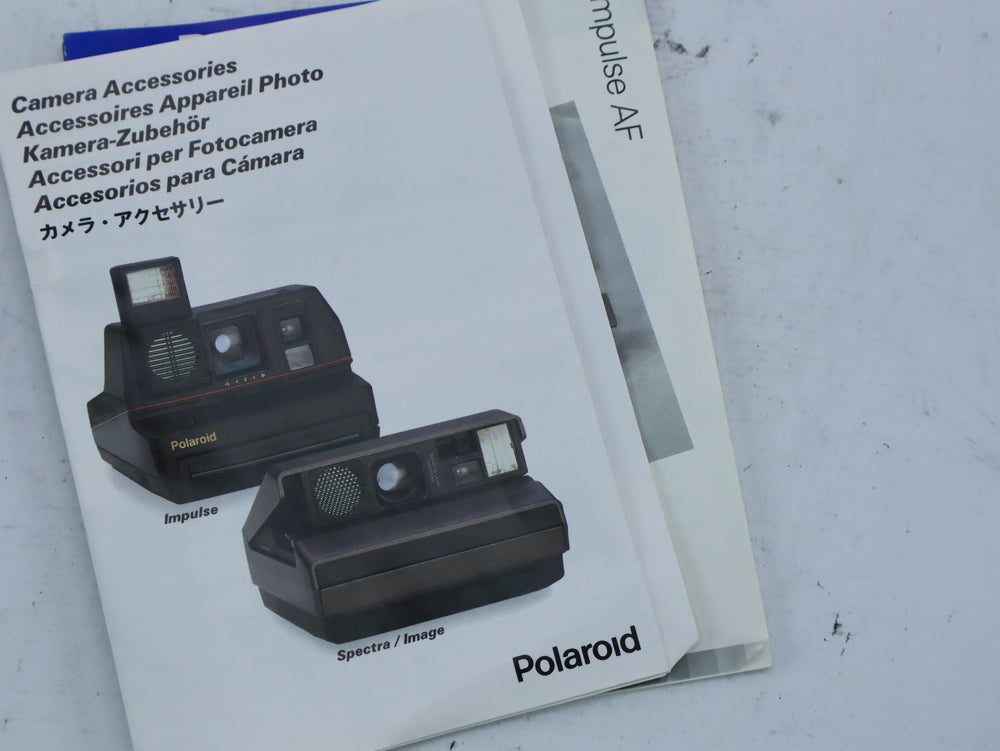 Camera Accessories
Accessoires Appareil Photo
Kamera-Zubehör
Accessori per Fotocamera
Accesorios para Cámara
カメラ・アクセサリー
Polaroid
Impulse
Spectra / Image
Polaroid
mpulse AF